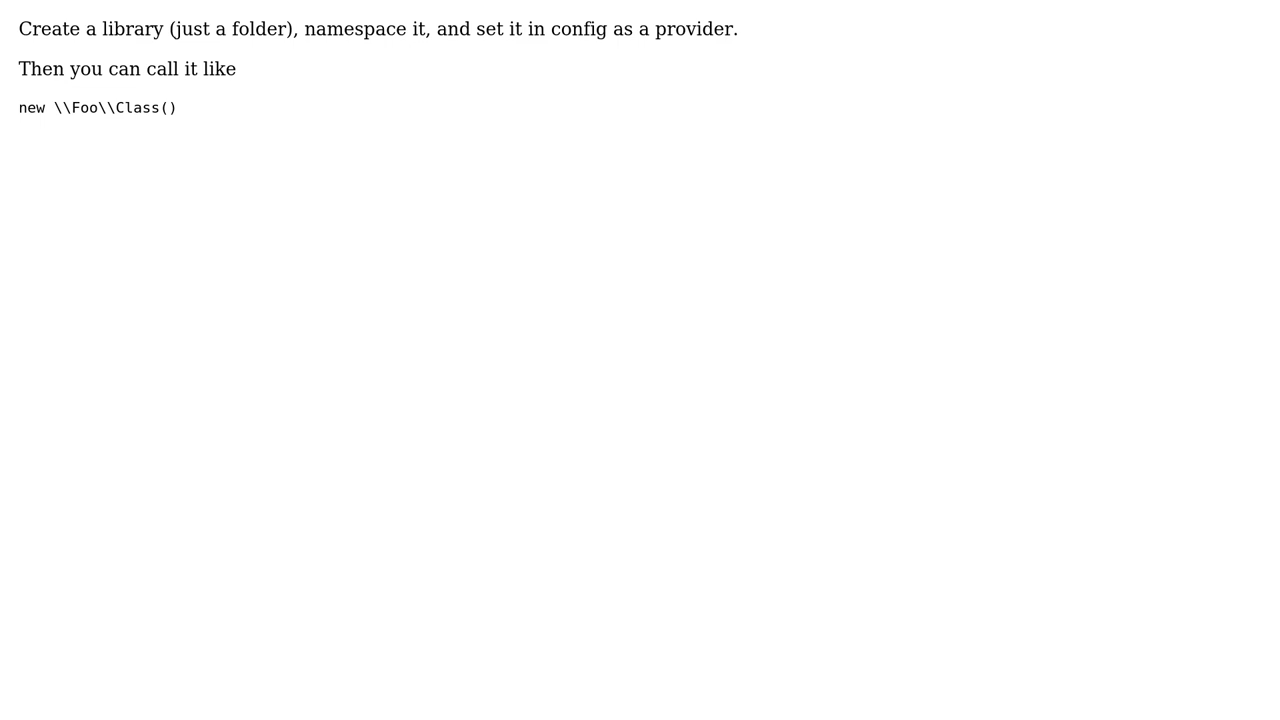 Create a library (just a folder), namespace it, and set it in config as a provider.
Then you can call it like
new \\Foo\\Class()